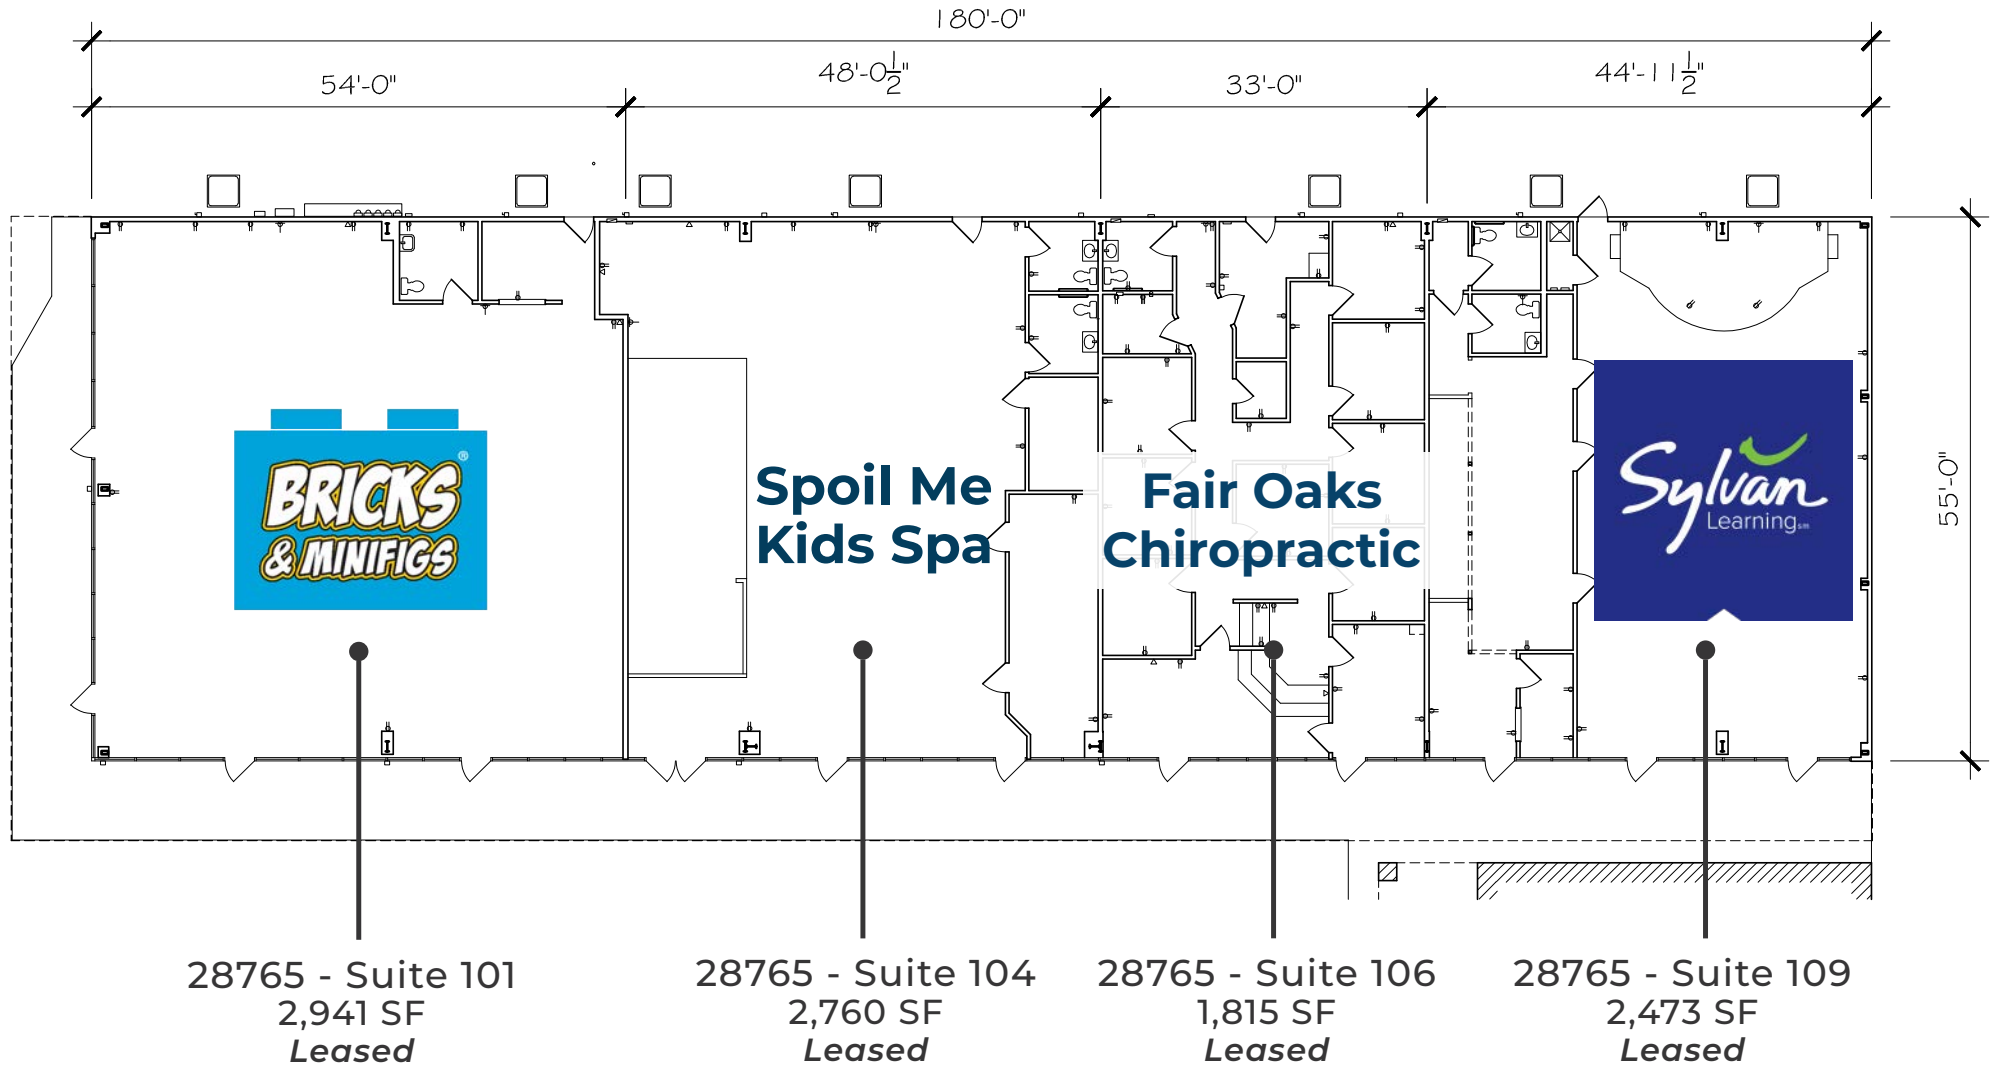 180'-0"
54'-0"
48'-0½"
33'-0"
44'-11½"
55'-0"
BRICKS®
& MINIFIGS
Spoil Me
Kids Spa
Fair Oaks
Chiropractic
Sylvan
Learning℠
28765 - Suite 101
2,941 SF
Leased
28765 - Suite 104
2,760 SF
Leased
28765 - Suite 106
1,815 SF
Leased
28765 - Suite 109
2,473 SF
Leased